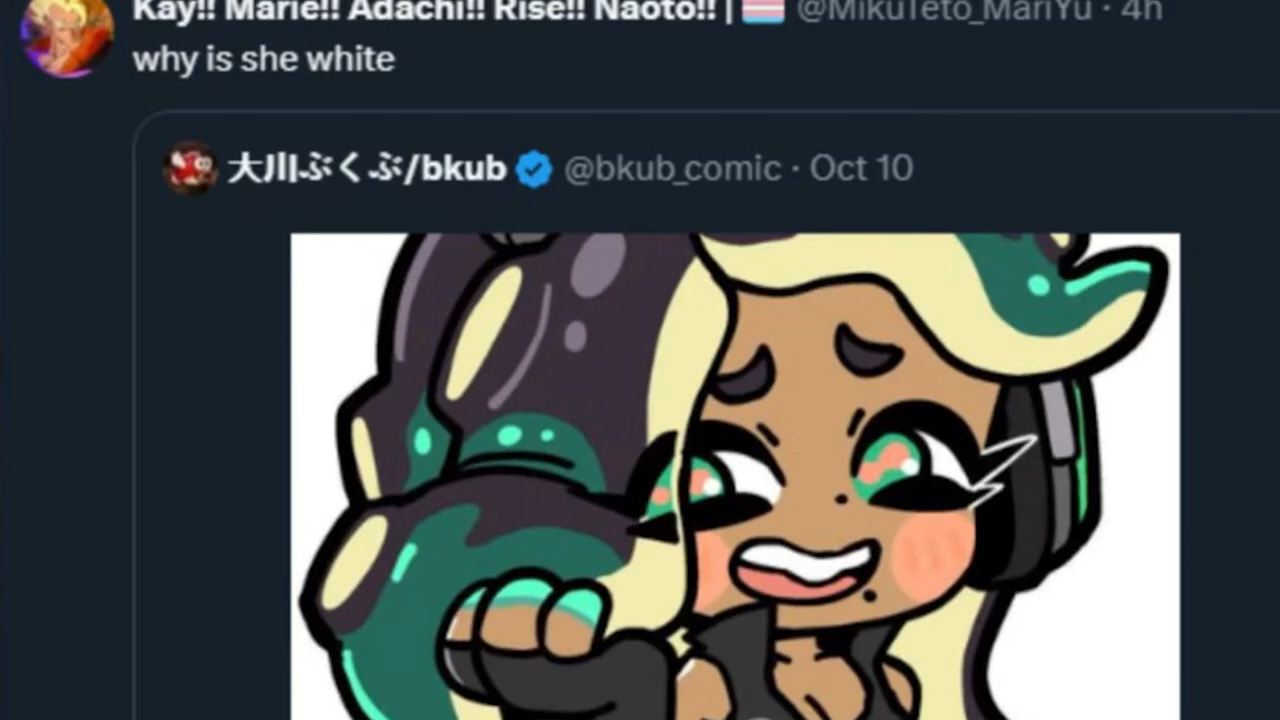 Kay!! Marie!! Adachi!! Rise!! Naoto!! | @MikuTeto_MariYu · 4h
why is she white
大川ぶくぶ/bkub @bkub_comic · Oct 10